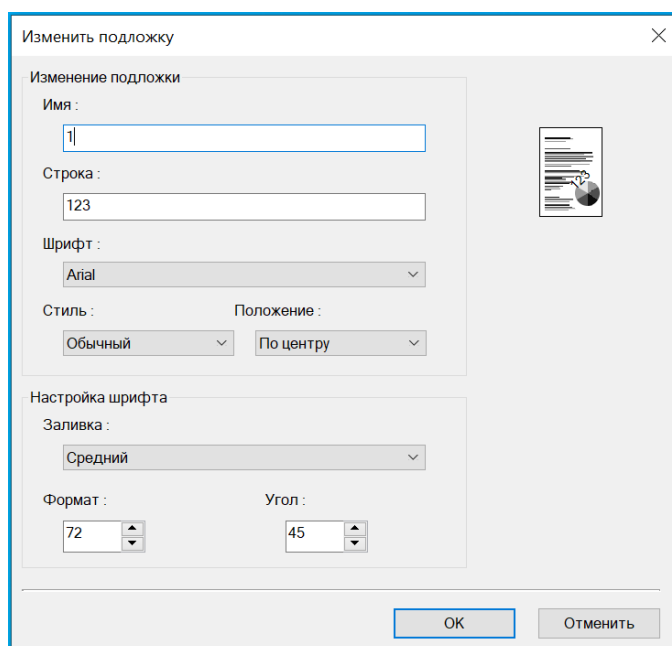 Изменить подложку
Изменение подложки
Имя :
1
Строка :
123
Шрифт :
Arial
Стиль : Положение :
Обычный По центру
Настройка шрифта
Заливка :
Средний
Формат : Угол :
72 45
OK Отменить
123